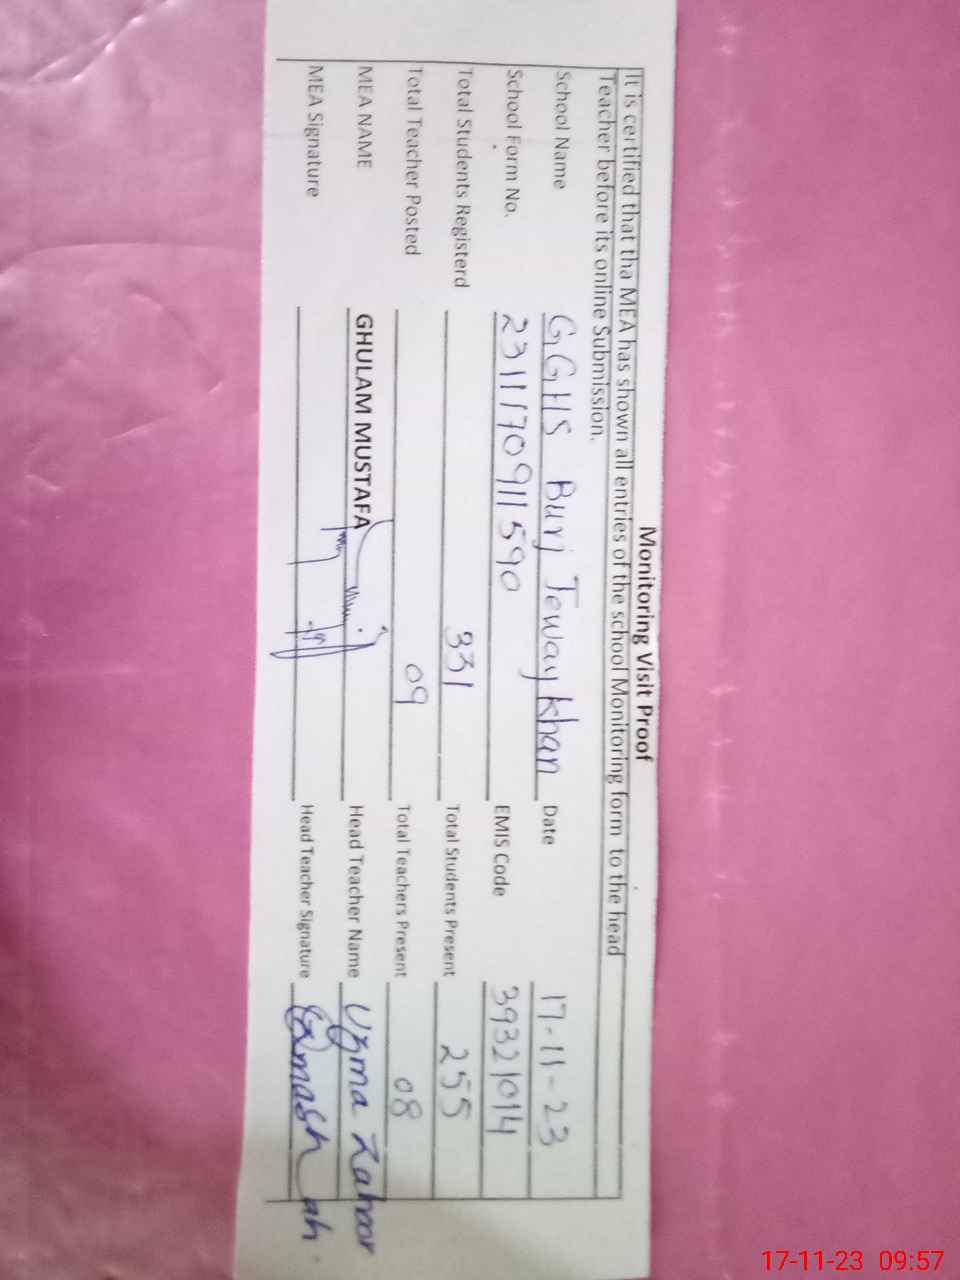 Monitoring Visit Proof
It is certified that tha MEA has shown all entries of the school Monitoring form to the head
Teacher before its online Submission.
School Name GGHS Burj Jeway khan Date 17-11-23
School Form No. 2311170911590 EMIS Code 39321014
Total Students Registerd 331 Total Students Present 255
Total Teacher Posted 09 Total Teachers Present 08
MEA NAME GHULAM MUSTAFA Head Teacher Name Uzma Zahoor
MEA Signature Head Teacher Signature
17-11-23 09:57